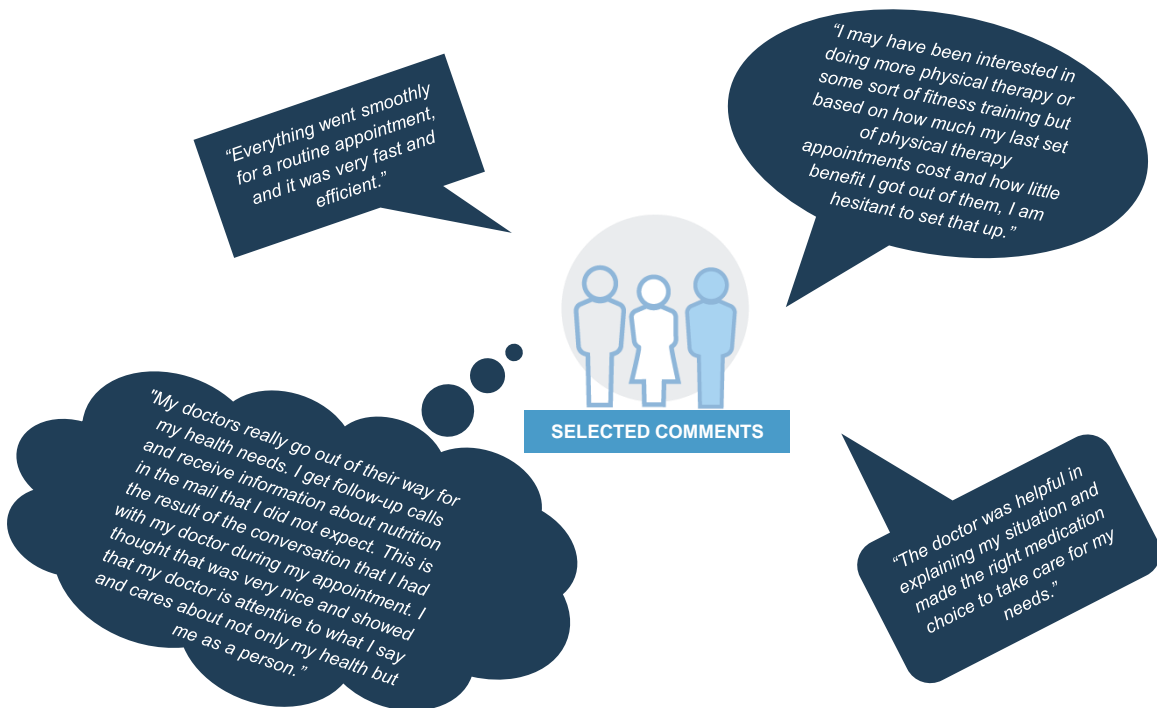 “Everything went smoothly
for a routine appointment,
and it was very fast and
efficient.”
“I may have been interested in
doing more physical therapy or
some sort of fitness training but
based on how much my last set
of physical therapy
appointments cost and how little
benefit I got out of them, I am
hesitant to set that up.”
SELECTED COMMENTS
"My doctors really go out of their way for
my health needs. I get follow-up calls
and receive information about nutrition
in the mail that I did not expect. This is
the result of the conversation that I had
with my doctor during my appointment. I
thought that was very nice and showed
that my doctor is attentive to what I say
and cares about not only my health but
me as a person.”
“The doctor was helpful in
explaining my situation and
made the right medication
choice to take care for my
needs.”